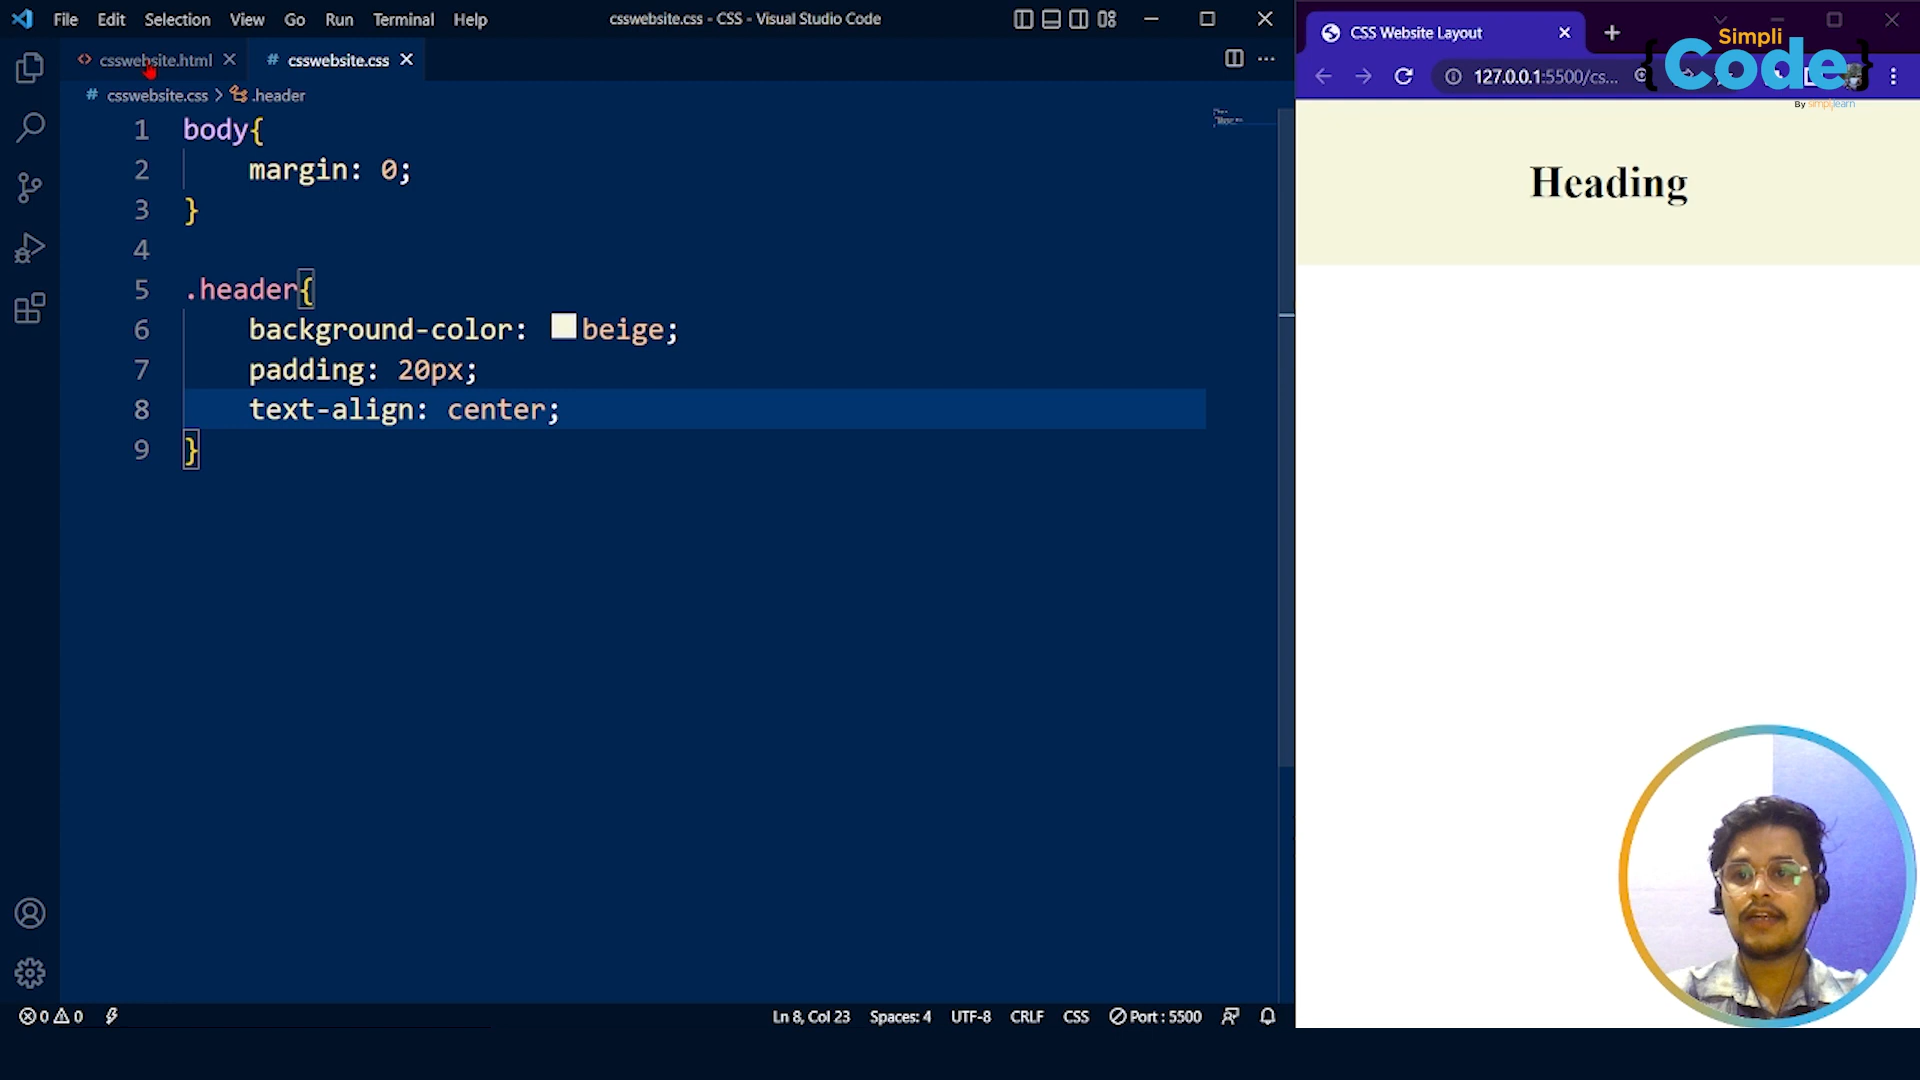 File Edit Selection View Go Run Terminal Help
csswebsite.css - CSS - Visual Studio Code
CSS Website Layout
Simpli
{Code}
By simplilearn
csswebsite.html
# csswebsite.css
127.0.0.1:5500/cs...
# csswebsite.css > .header
1 body{
2 margin: 0;
3 }
4
5 .header{
6 background-color: beige;
7 padding: 20px;
8 text-align: center;
9 }
Heading
0 0
Ln 8, Col 23 Spaces: 4 UTF-8 CRLF CSS Port : 5500